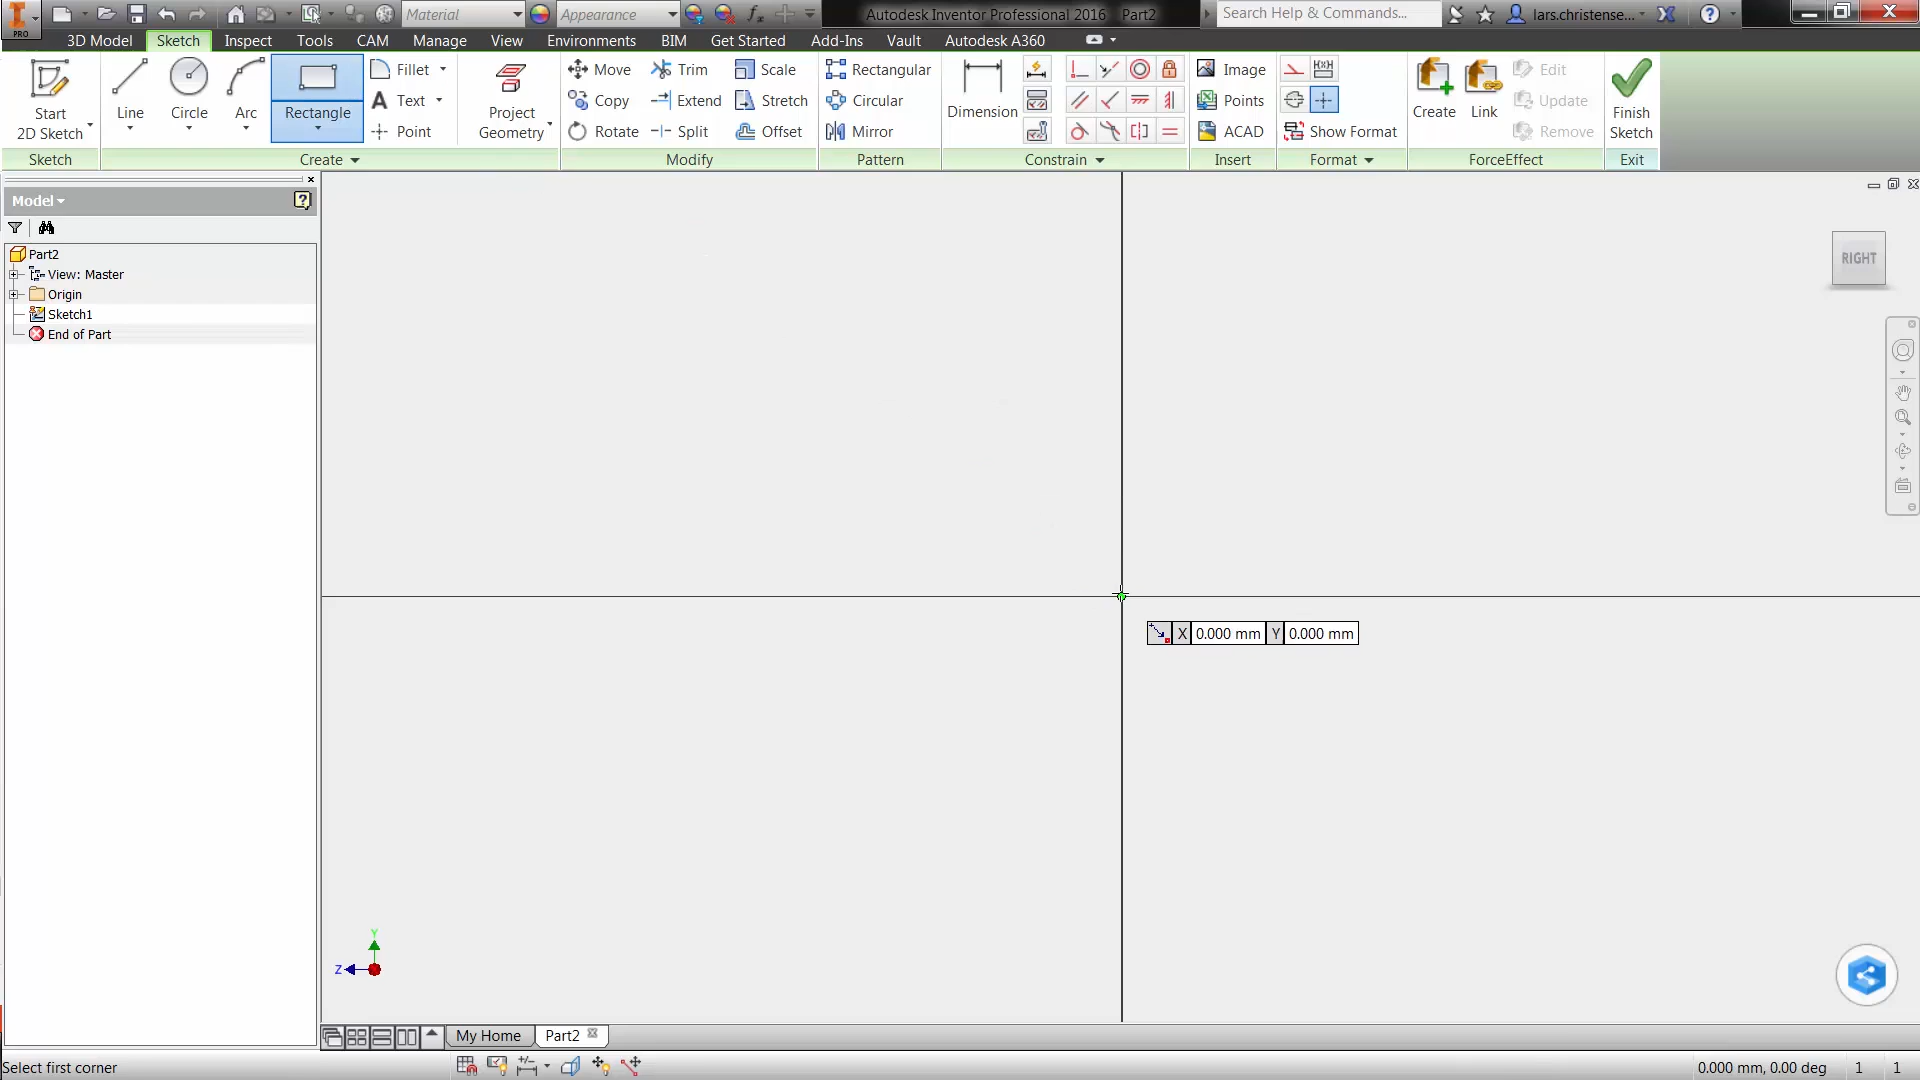 Material
Appearance
Autodesk Inventor Professional 2016 Part2
Search Help & Commands...
lars.christense...
PRO
3D Model Sketch Inspect Tools CAM Manage View Environments BIM Get Started Add-Ins Vault Autodesk A360
Start
2D Sketch
Line
Circle
Arc
Rectangle
Fillet
Text
Point
Project
Geometry
Move
Copy
Rotate
Trim
Extend
Split
Scale
Stretch
Offset
Rectangular
Circular
Mirror
Dimension
Image
Points
ACAD
Show Format
Create
Link
Edit
Update
Remove
Finish
Sketch
Sketch Create Modify Pattern Constrain Insert Format ForceEffect Exit
Model
Part2
View: Master
Origin
Sketch1
End of Part
RIGHT
X 0.000 mm Y 0.000 mm
Y
Z
My Home Part2
Select first corner
0.000 mm, 0.00 deg 1 1